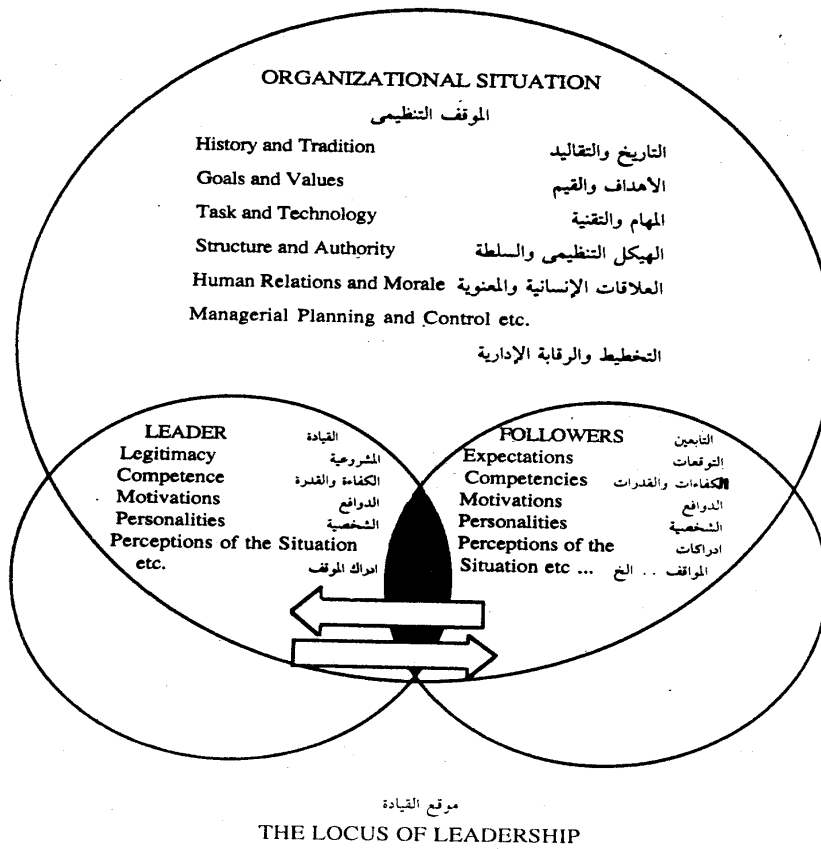 ORGANIZATIONAL SITUATION
الموقف التنظيمى
History and Tradition التاريخ والتقاليد
Goals and Values الأهداف والقيم
Task and Technology المهام والتقنية
Structure and Authority الهيكل التنظيمى والسلطة
Human Relations and Morale العلاقات الإنسانية والمعنوية
Managerial Planning and Control etc.
التخطيط والرقابة الإدارية
LEADER القيادة
Legitimacy المشروعية
Competence الكفاءة والقدرة
Motivations الدوافع
Personalities الشخصية
Perceptions of the Situation
etc. ادراك الموقف
FOLLOWERS التابعين
Expectations التوقعات
Competencies الكفاءات والقدرات
Motivations الدوافع
Personalities الشخصية
Perceptions of the ادراكات
Situation etc ... المواقف . . الخ
موقع القيادة
THE LOCUS OF LEADERSHIP